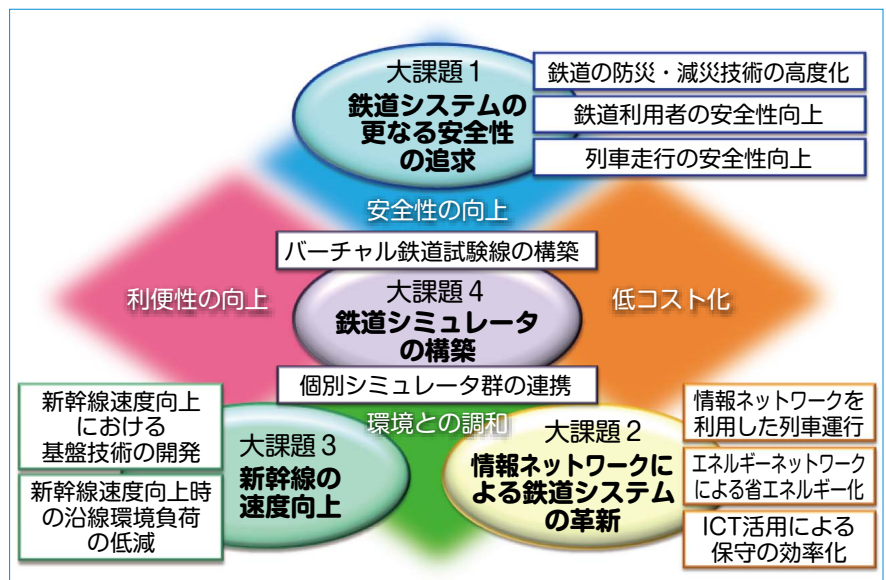 大課題1
鉄道システムの
更なる安全性
の追求
鉄道の防災・減災技術の高度化
鉄道利用者の安全性向上
列車走行の安全性向上
安全性の向上
利便性の向上
低コスト化
バーチャル鉄道試験線の構築
大課題4
鉄道シミュレータ
の構築
個別シミュレータ群の連携
環境との調和
新幹線速度向上
における
基盤技術の開発
新幹線速度向上時
の沿線環境負荷
の低減
大課題3
新幹線の
速度向上
大課題2
情報ネットワークに
よる鉄道システム
の革新
情報ネットワークを
利用した列車運行
エネルギーネットワーク
による省エネルギー化
ICT活用による
保守の効率化